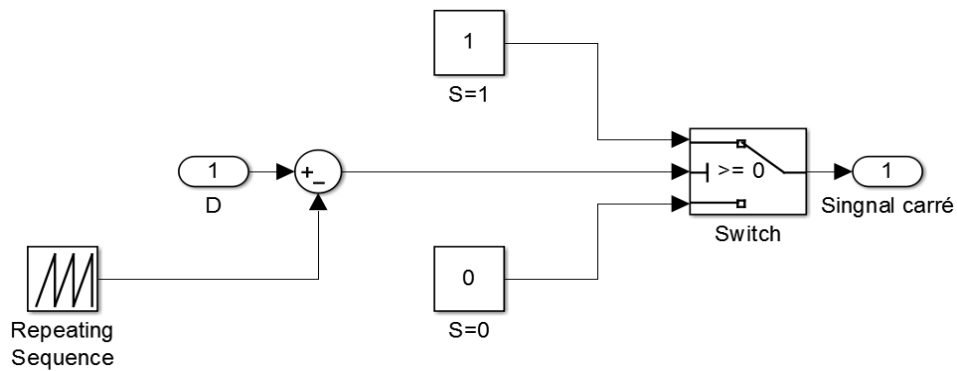 1
S=1
1
D
+
−
>= 0
Switch
1
Singnal carré
0
S=0
Repeating
Sequence